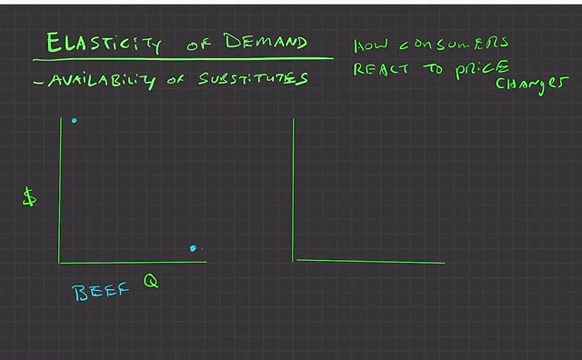 ELASTICITY OF DEMAND
- AVAILABILITY OF SUBSTITUTES
HOW CONSUMERS
REACT TO PRICE
CHANGES
$
Q
BEEF